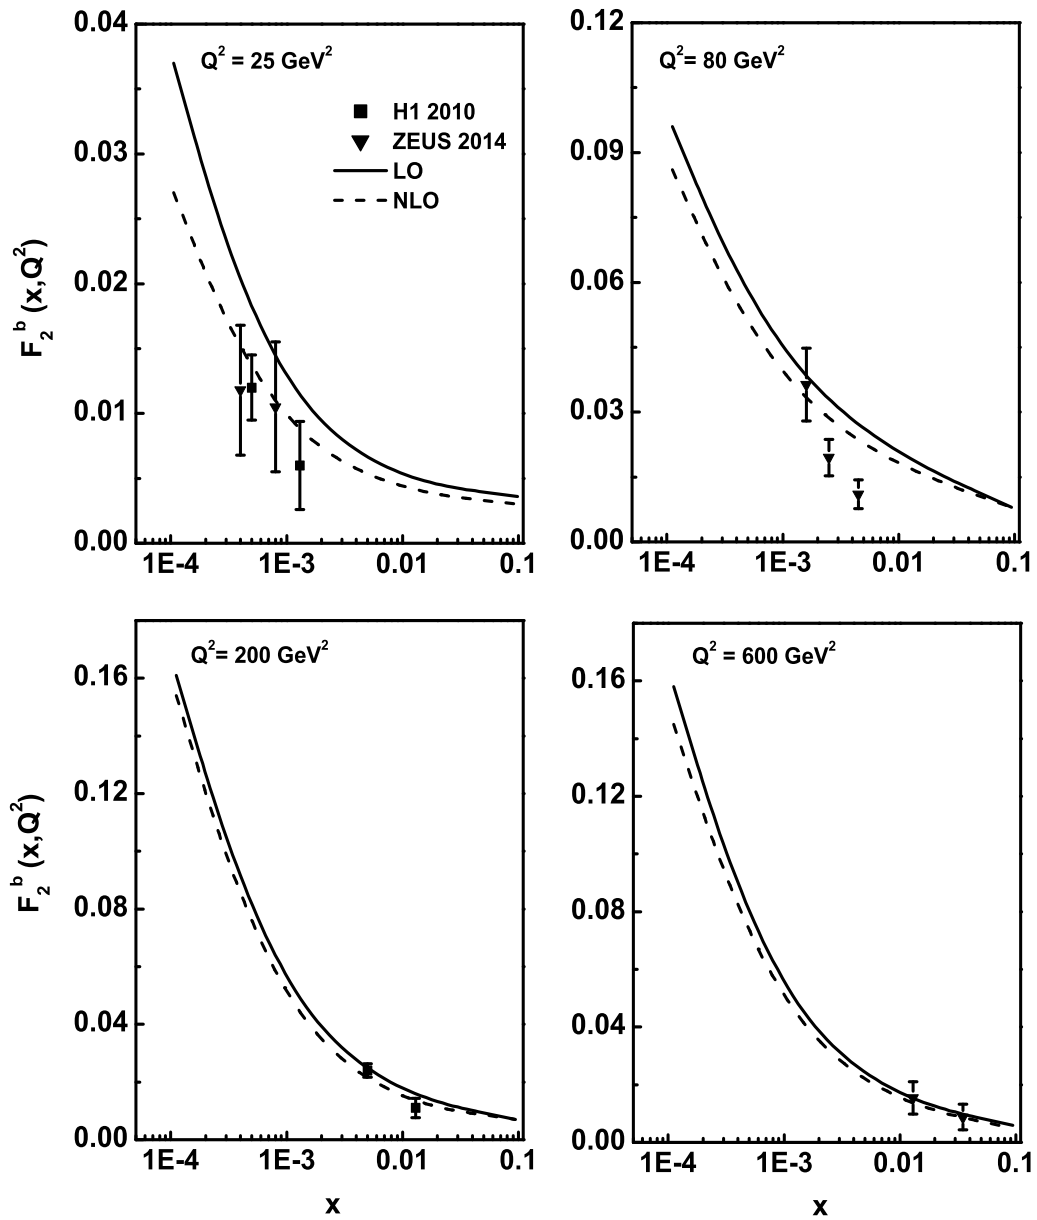 0.04
Q² = 25 GeV²
H1 2010
ZEUS 2014
LO
NLO
0.03
0.02
0.01
0.00
F₂ᵇ (x,Q²)
1E-4 1E-3 0.01 0.1
0.12
Q²= 80 GeV²
0.09
0.06
0.03
0.00
1E-4 1E-3 0.01 0.1
Q²= 200 GeV²
0.16
0.12
0.08
0.04
0.00
F₂ᵇ (x,Q²)
1E-4 1E-3 0.01 0.1
x
Q² = 600 GeV²
0.16
0.12
0.08
0.04
0.00
1E-4 1E-3 0.01 0.1
x